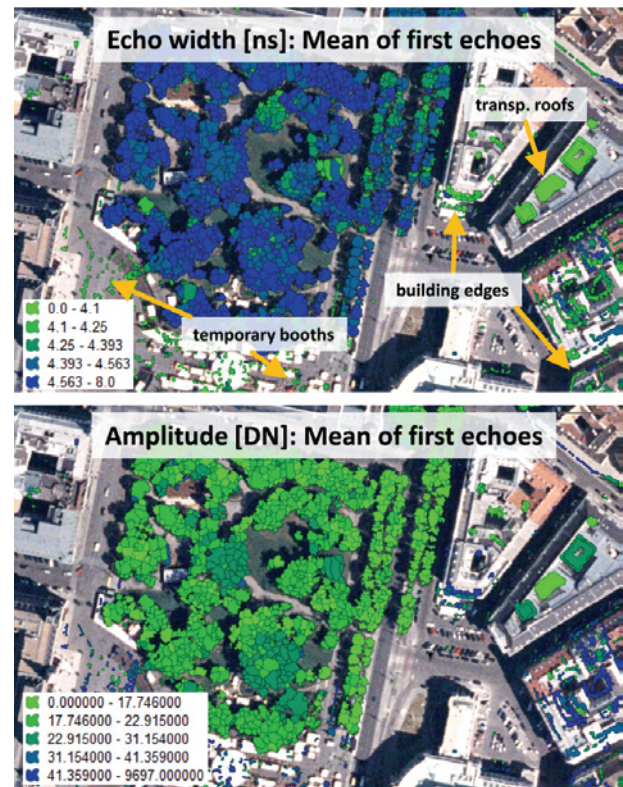 Echo width [ns]: Mean of first echoes
transp. roofs
building edges
temporary booths
0.0 - 4.1
4.1 - 4.25
4.25 - 4.393
4.393 - 4.563
4.563 - 8.0
Amplitude [DN]: Mean of first echoes
0.000000 - 17.746000
17.746000 - 22.915000
22.915000 - 31.154000
31.154000 - 41.359000
41.359000 - 9697.000000